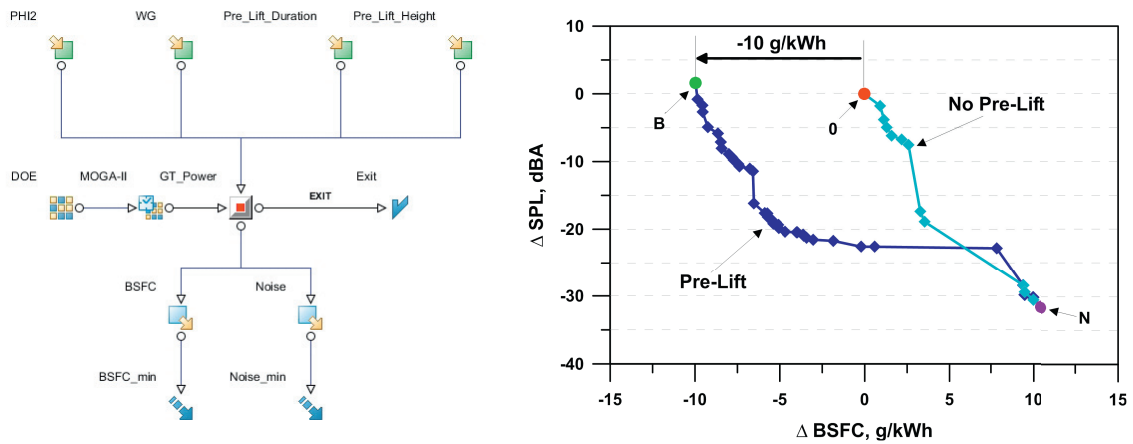 PHI2 WG Pre_Lift_Duration Pre_Lift_Height
DOE MOGA-II GT_Power Exit
EXIT
BSFC Noise
BSFC_min Noise_min
10
0
-10
-20
-30
-40
Δ SPL, dBA
-10 g/kWh
B
0
No Pre-Lift
Pre-Lift
N
-15 -10 -5 0 5 10 15
Δ BSFC, g/kWh